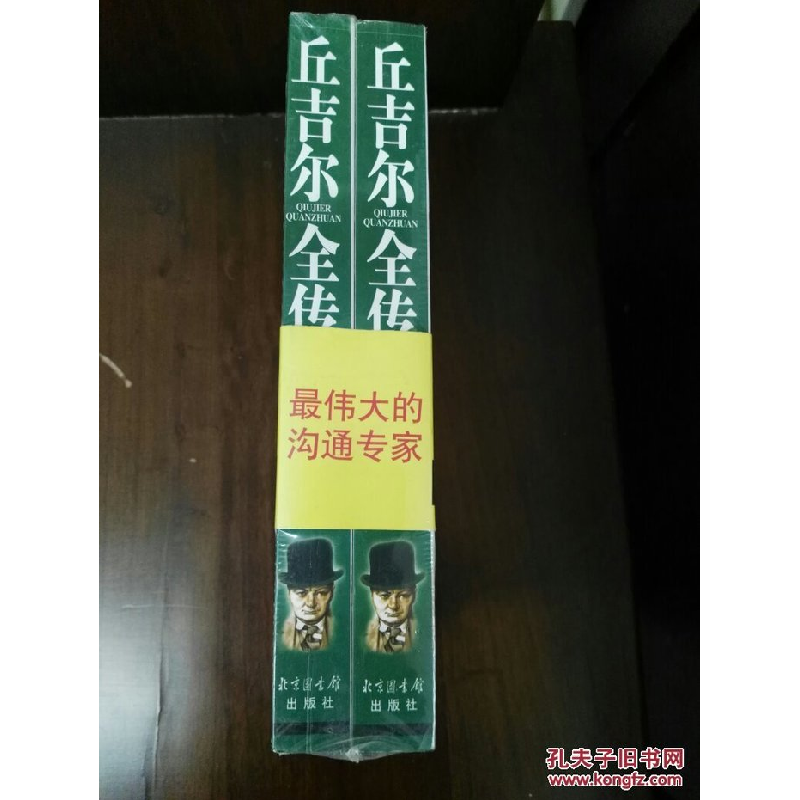 丘吉尔
QIUJIER
QUANZHUAN
全传
丘吉尔
QIUJIER
QUANZHUAN
全传
最伟大的
沟通专家
北京图书馆
出版社
北京图书馆
出版社
孔夫子旧书网
www.kongfz.com